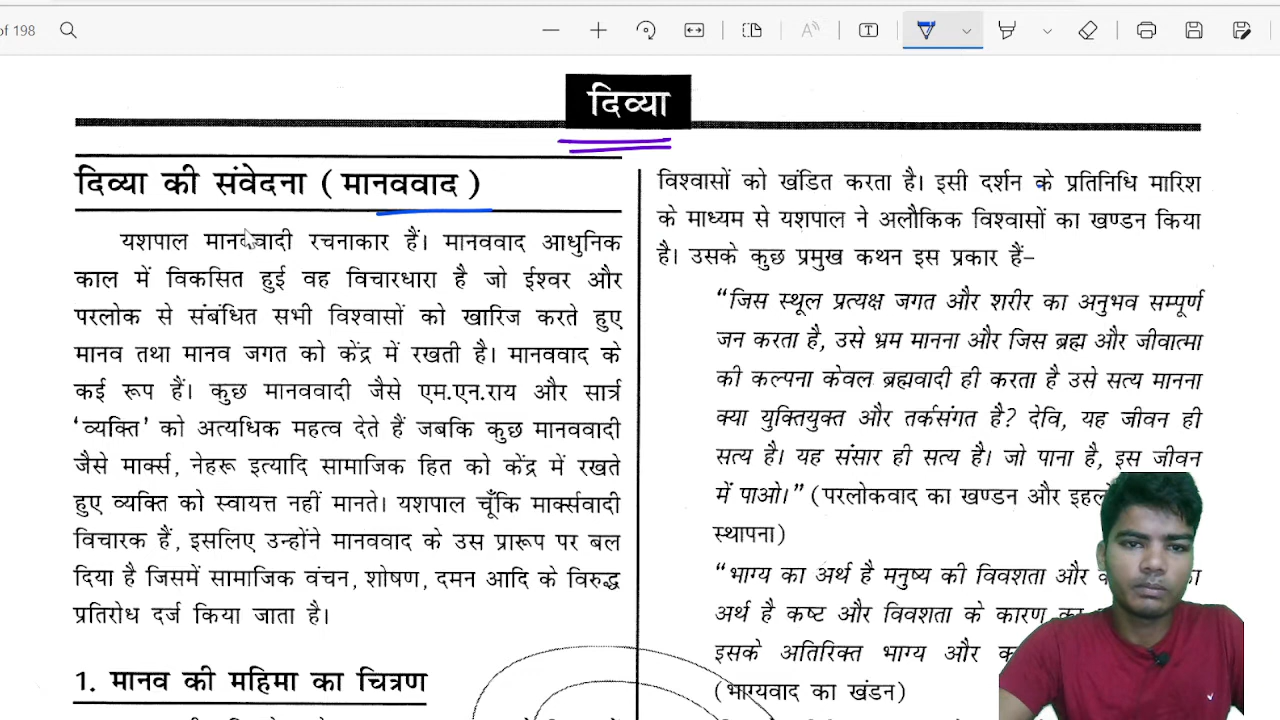 of 198
दिव्या
दिव्या की संवेदना (मानववाद)
यशपाल मानववादी रचनाकार हैं। मानववाद आधुनिक
काल में विकसित हुई वह विचारधारा है जो ईश्वर और
परलोक से संबंधित सभी विश्वासों को खारिज करते हुए
मानव तथा मानव जगत को केंद्र में रखती है। मानववाद के
कई रूप हैं। कुछ मानववादी जैसे एम.एन.राय और सार्त्र
‘व्यक्ति’ को अत्यधिक महत्व देते हैं जबकि कुछ मानववादी
जैसे मार्क्स, नेहरू इत्यादि सामाजिक हित को केंद्र में रखते
हुए व्यक्ति को स्वायत्त नहीं मानते। यशपाल चूँकि मार्क्सवादी
विचारक हैं, इसलिए उन्होंने मानववाद के उस प्रारूप पर बल
दिया है जिसमें सामाजिक वंचन, शोषण, दमन आदि के विरुद्ध
प्रतिरोध दर्ज किया जाता है।
1. मानव की महिमा का चित्रण
विश्वासों को खंडित करता है। इसी दर्शन के प्रतिनिधि मारिश
के माध्यम से यशपाल ने अलौकिक विश्वासों का खण्डन किया
है। उसके कुछ प्रमुख कथन इस प्रकार हैं–
“जिस स्थूल प्रत्यक्ष जगत और शरीर का अनुभव सम्पूर्ण
जन करता है, उसे भ्रम मानना और जिस ब्रह्म और जीवात्मा
की कल्पना केवल ब्रह्मवादी ही करता है उसे सत्य मानना
क्या युक्तियुक्त और तर्कसंगत है? देवि, यह जीवन ही
सत्य है। यह संसार ही सत्य है। जो पाना है, इस जीवन
में पाओ।” (परलोकवाद का खण्डन और
स्थापना)
“भाग्य का अर्थ है मनुष्य की विवशता और
अर्थ है कष्ट और विवशता के कारण का
इसके अतिरिक्त भाग्य और
(भाग्यवाद का खंडन)